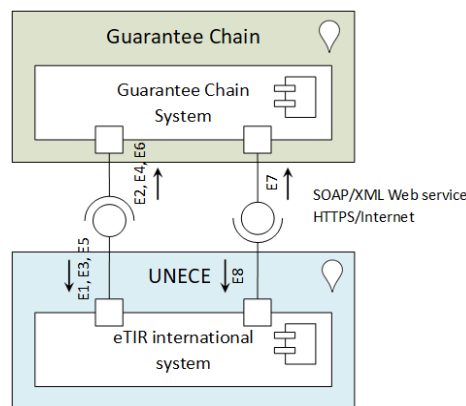 Guarantee Chain
Guarantee Chain
System
E2, E4, E6
E7
SOAP/XML Web service
HTTPS/Internet
E1, E3, E5
UNECE
E8
eTIR international
system